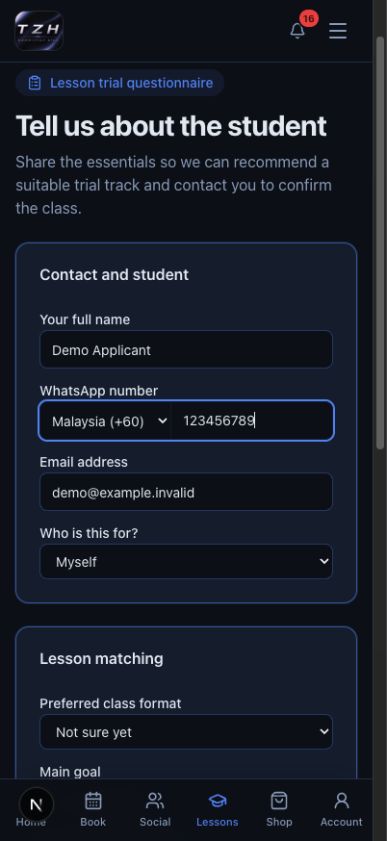 TZH
16
Lesson trial questionnaire
Tell us about the student
Share the essentials so we can recommend a
suitable trial track and contact you to confirm
the class.
Contact and student
Your full name
Demo Applicant
WhatsApp number
Malaysia (+60) 123456789
Email address
demo@example.invalid
Who is this for?
Myself
Lesson matching
Preferred class format
Not sure yet
Main goal
N
Home Book Social Lessons Shop Account